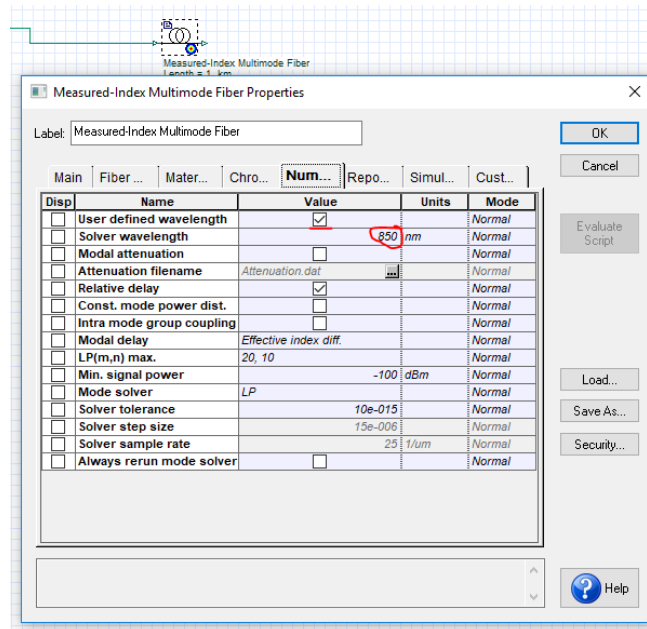 Measured-Index Multimode Fiber
Length = 1 km
Measured-Index Multimode Fiber Properties
Label: Measured-Index Multimode Fiber
OK
Cancel
Main Fiber ... Mater... Chro... Num... Repo... Simul... Cust...
Disp Name Value Units Mode
User defined wavelength Normal
Solver wavelength 850 nm Normal
Modal attenuation Normal
Attenuation filename Attenuation.dat ... Normal
Relative delay Normal
Const. mode power dist. Normal
Intra mode group coupling Normal
Modal delay Effective index diff. Normal
LP(m,n) max. 20, 10 Normal
Min. signal power -100 dBm Normal
Mode solver LP Normal
Solver tolerance 10e-015 Normal
Solver step size 15e-006 Normal
Solver sample rate 25 1/um Normal
Always rerun mode solver Normal
Evaluate
Script
Load...
Save As...
Security...
? Help